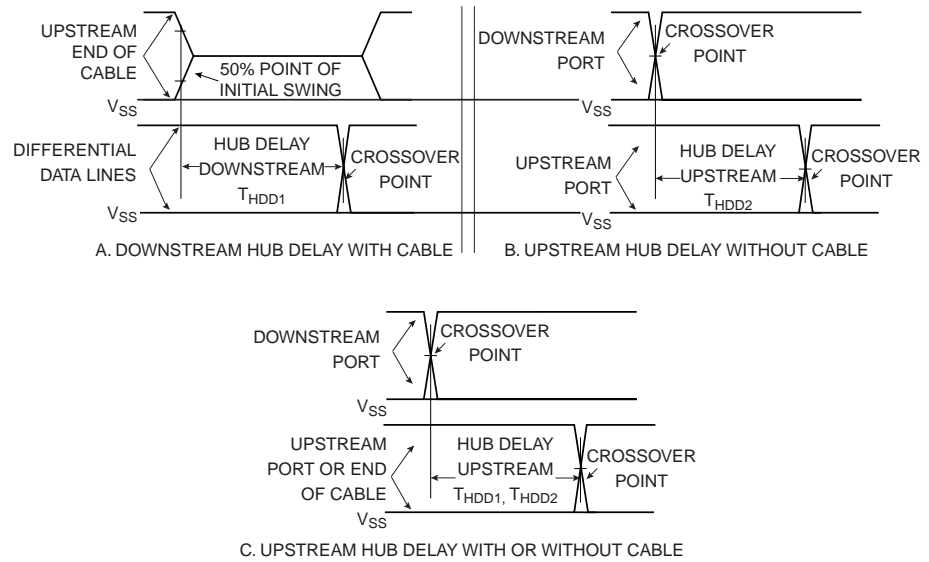 UPSTREAM
END OF
CABLE
50% POINT OF
INITIAL SWING
VSS
DIFFERENTIAL
DATA LINES
HUB DELAY
DOWNSTREAM
THDD1
CROSSOVER
POINT
VSS
A. DOWNSTREAM HUB DELAY WITH CABLE
DOWNSTREAM
PORT
CROSSOVER
POINT
VSS
UPSTREAM
PORT
HUB DELAY
UPSTREAM
THDD2
CROSSOVER
POINT
VSS
B. UPSTREAM HUB DELAY WITHOUT CABLE
DOWNSTREAM
PORT
CROSSOVER
POINT
VSS
UPSTREAM
PORT OR END
OF CABLE
HUB DELAY
UPSTREAM
THDD1, THDD2
CROSSOVER
POINT
VSS
C. UPSTREAM HUB DELAY WITH OR WITHOUT CABLE